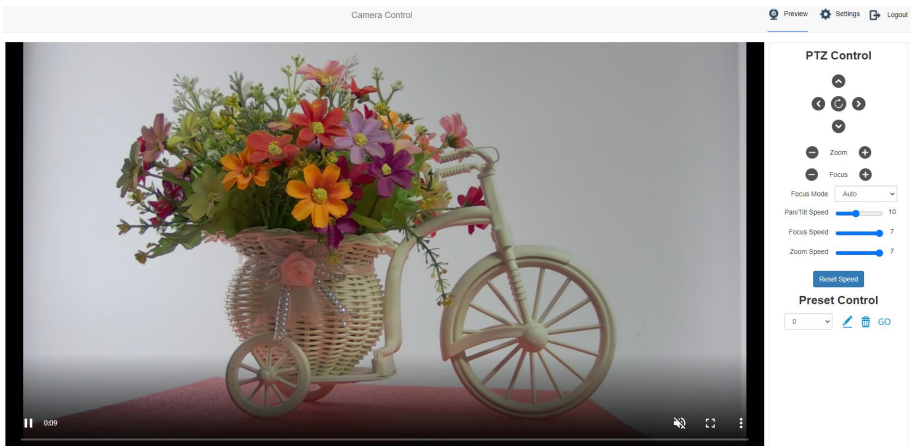 Camera Control
Preview Settings Logout
PTZ Control
Zoom
Focus
Focus Mode Auto
Pan/Tilt Speed 10
Focus Speed 7
Zoom Speed 7
Reset Speed
Preset Control
0 GO
0:09